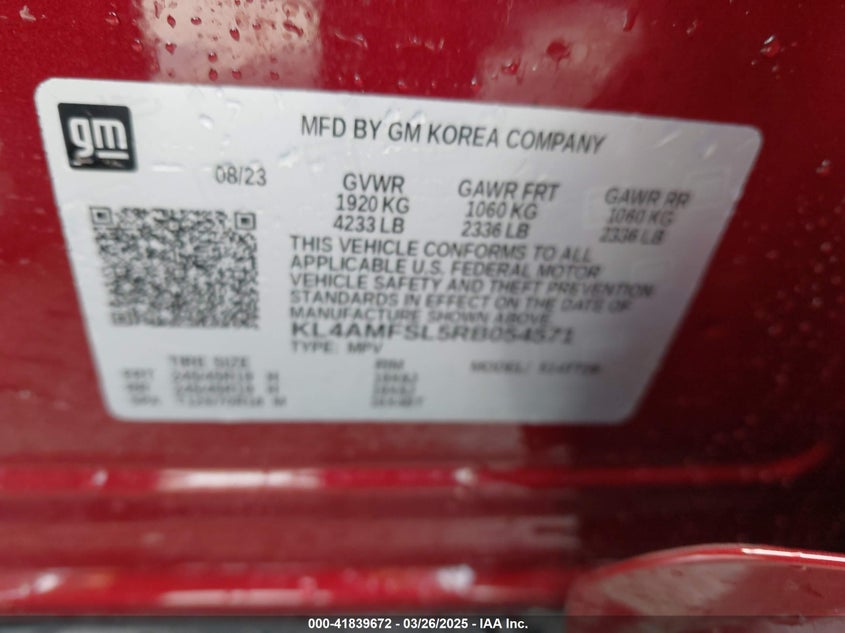 gm
MFD BY GM KOREA COMPANY
08/23 GVWR GAWR FRT GAWR RR
1920 KG 1060 KG 1060 KG
4233 LB 2336 LB 2336 LB
THIS VEHICLE CONFORMS TO ALL
APPLICABLE U.S. FEDERAL MOTOR
VEHICLE SAFETY AND THEFT PREVENTION
STANDARDS IN EFFECT ON THE DATE OF
MANUFACTURE SHOWN ABOVE.
KL4AMFSL5RB054571
TYPE: MPV
TIRE SIZE RIM MODEL:
000-41839672 - 03/26/2025 - IAA Inc.